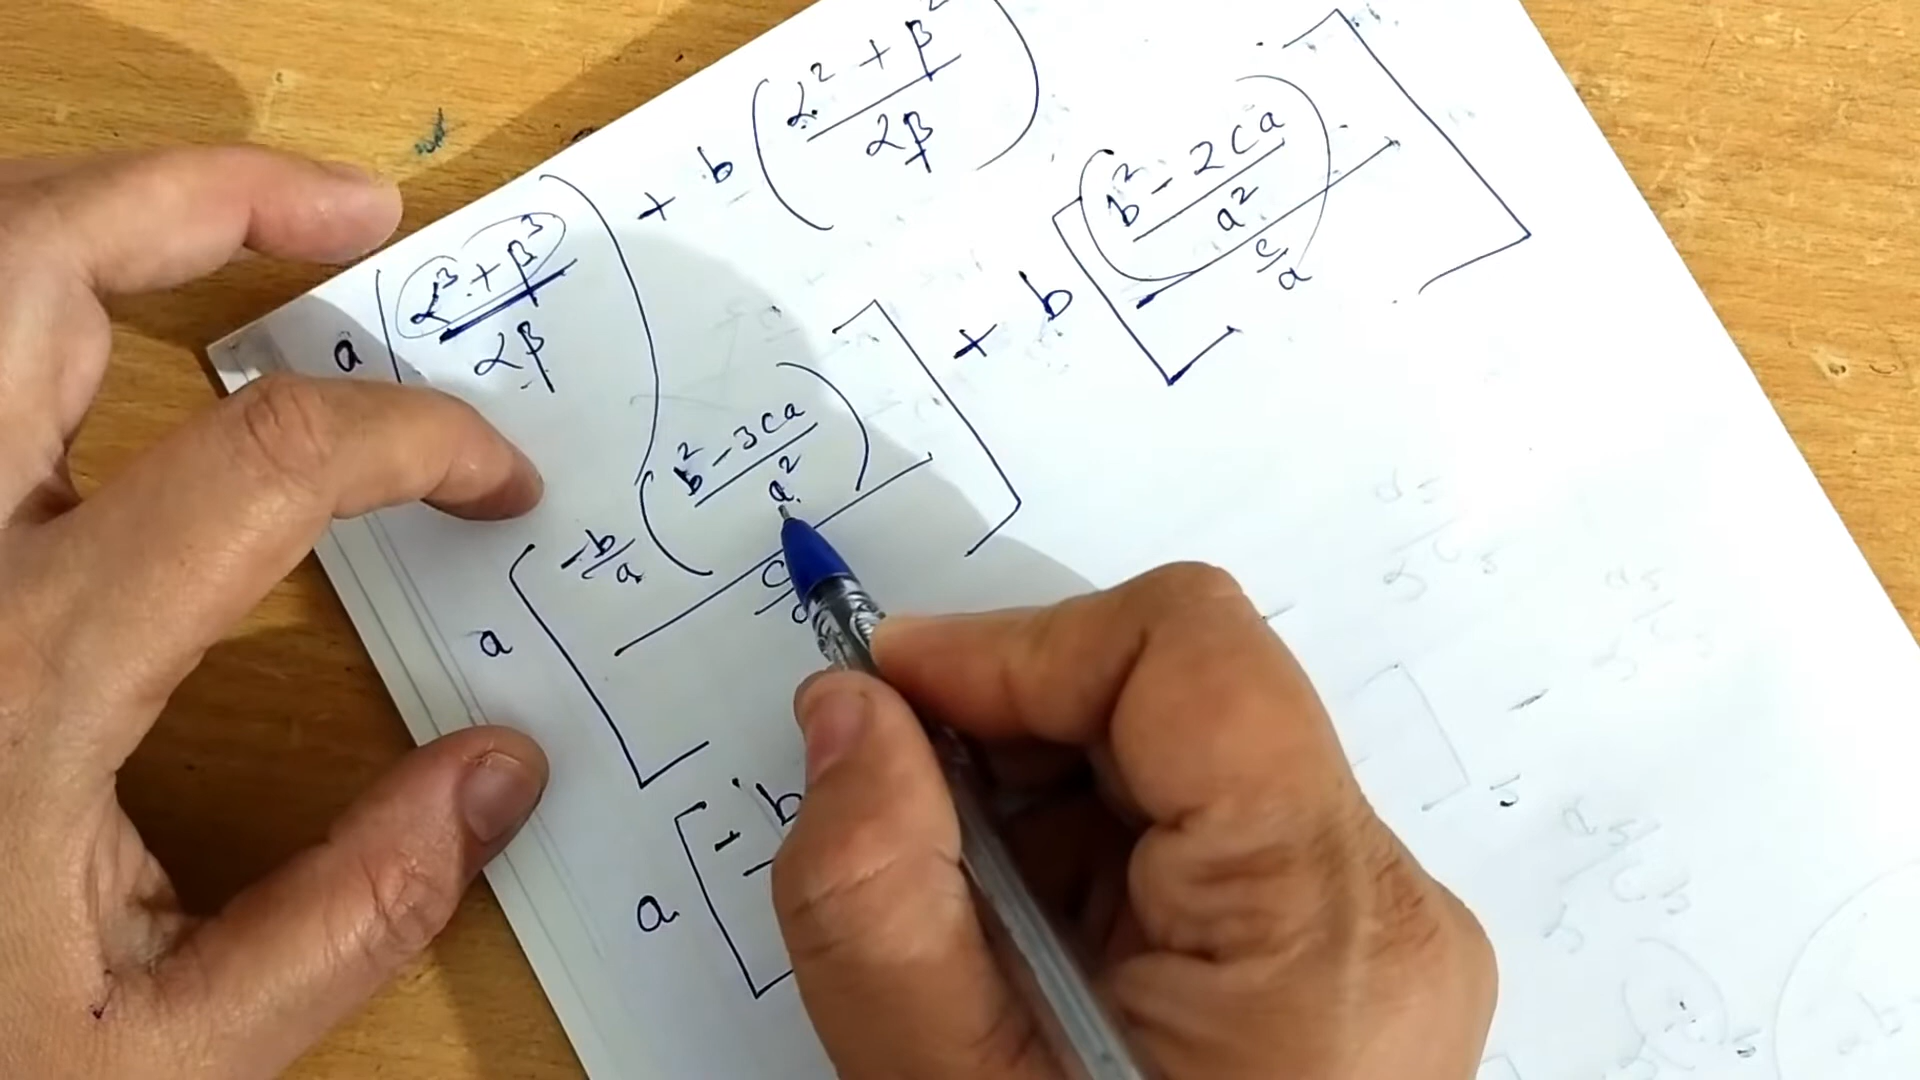 a ( (α³ + β³) / αβ ) + b ( (α² + β²) / αβ )
a [ -b/a ( (b² - 3ca) / a² ) / c/ ] + b [ ( (b² - 2ca) / a² ) / c/a ]
a [ - b